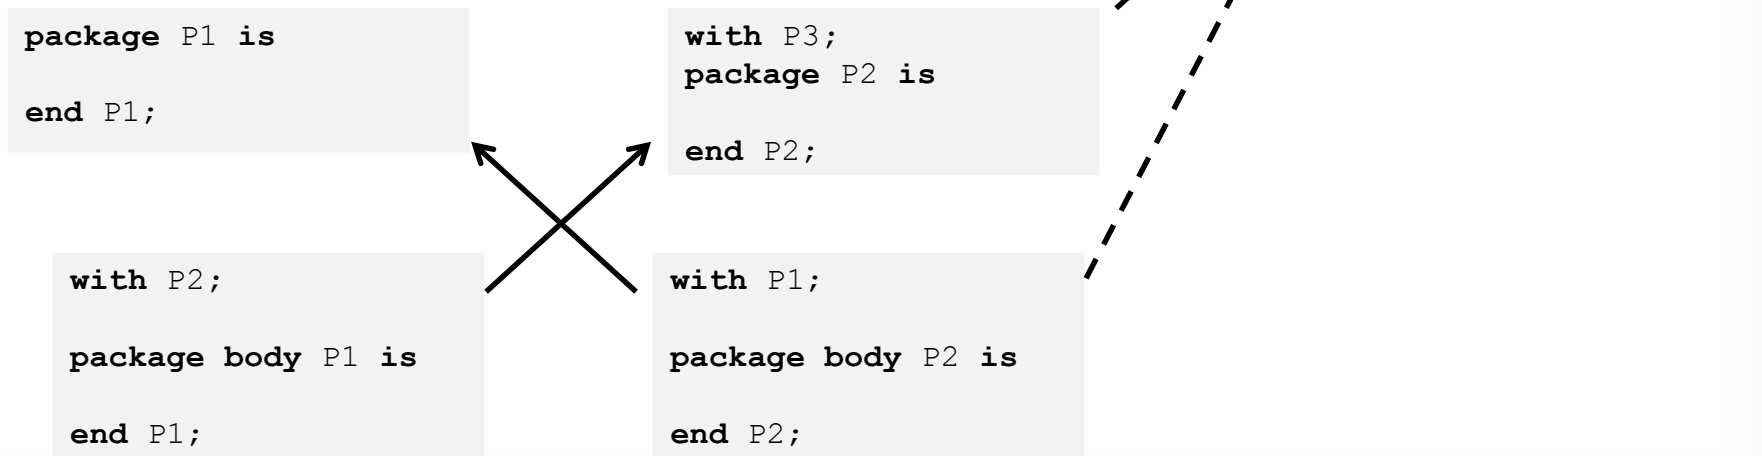 package P1 is
end P1;
with P3;
package P2 is
end P2;
with P2;
package body P1 is
end P1;
with P1;
package body P2 is
end P2;